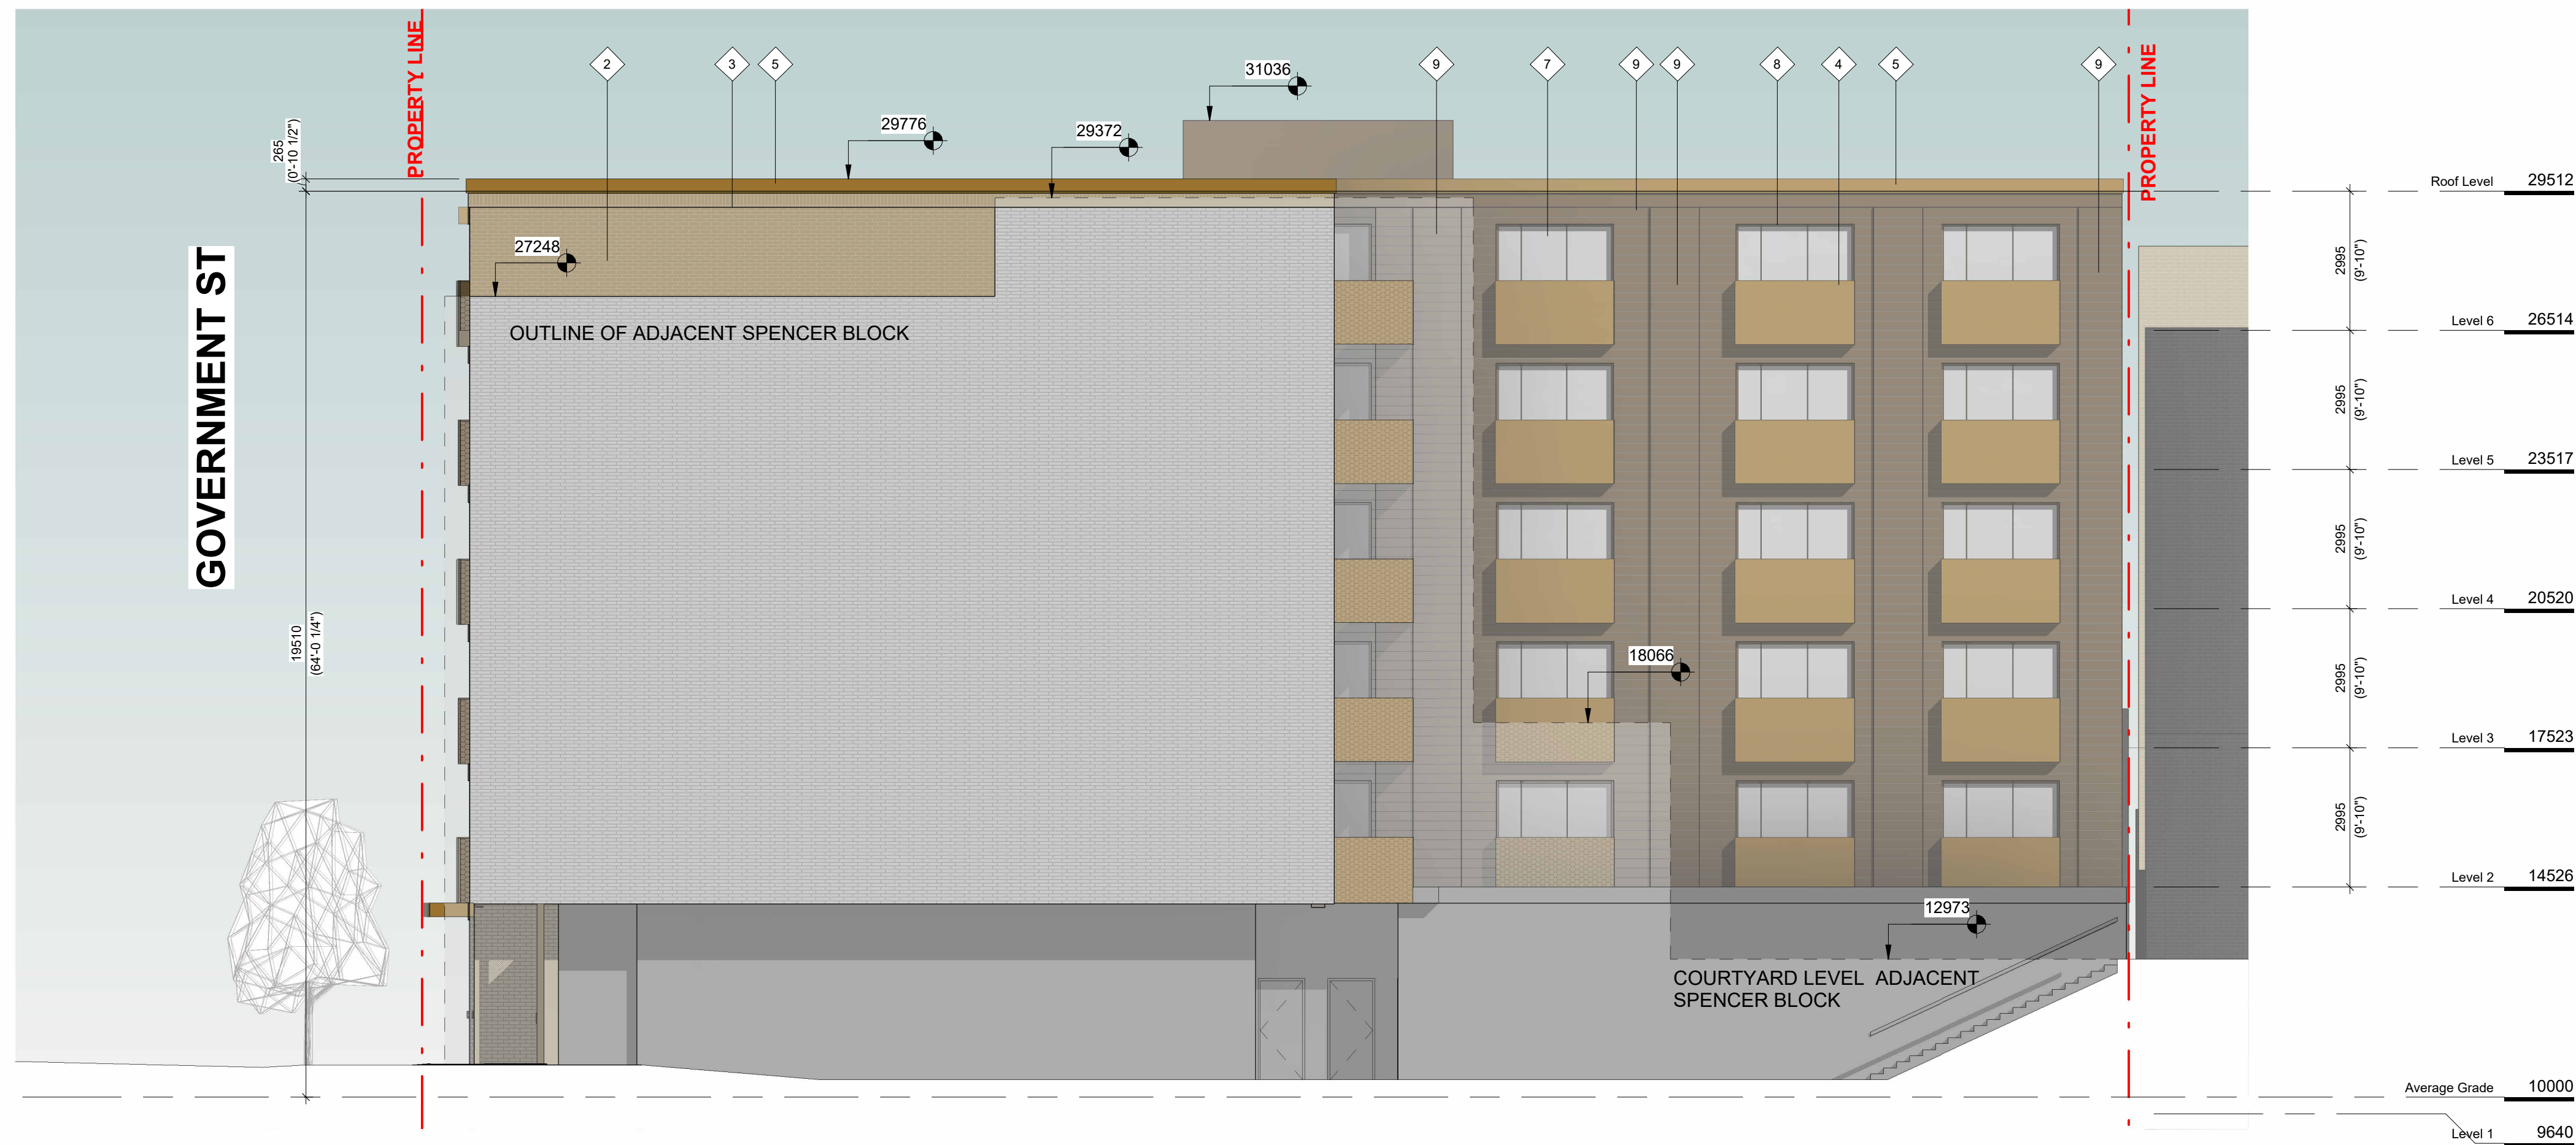 PROPERTY LINE
2
3
5
9
7
9
9
8
4
5
9
PROPERTY LINE
31036
29776
29372
265
(0'-10 1/2")
27248
GOVERNMENT ST
OUTLINE OF ADJACENT SPENCER BLOCK
19510
(64'-0 1/4")
18066
12973
COURTYARD LEVEL ADJACENT
SPENCER BLOCK
2995
(9'-10")
2995
(9'-10")
2995
(9'-10")
2995
(9'-10")
2995
(9'-10")
Roof Level 29512
Level 6 26514
Level 5 23517
Level 4 20520
Level 3 17523
Level 2 14526
Average Grade 10000
Level 1 9640